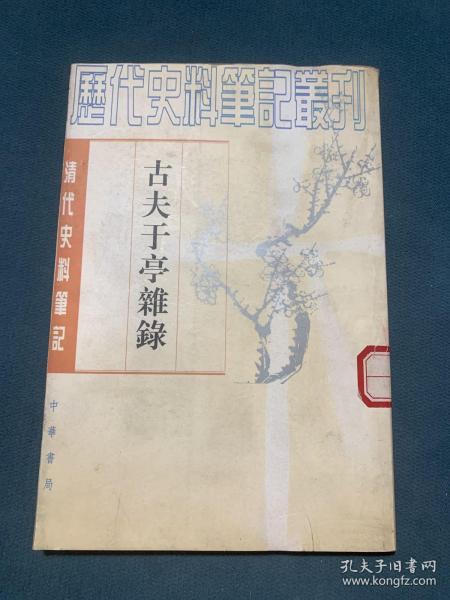 歷代史料筆記叢刊
清代史料筆記
古夫于亭雜錄
中華書局
孔夫子旧书网
www.kongfz.com